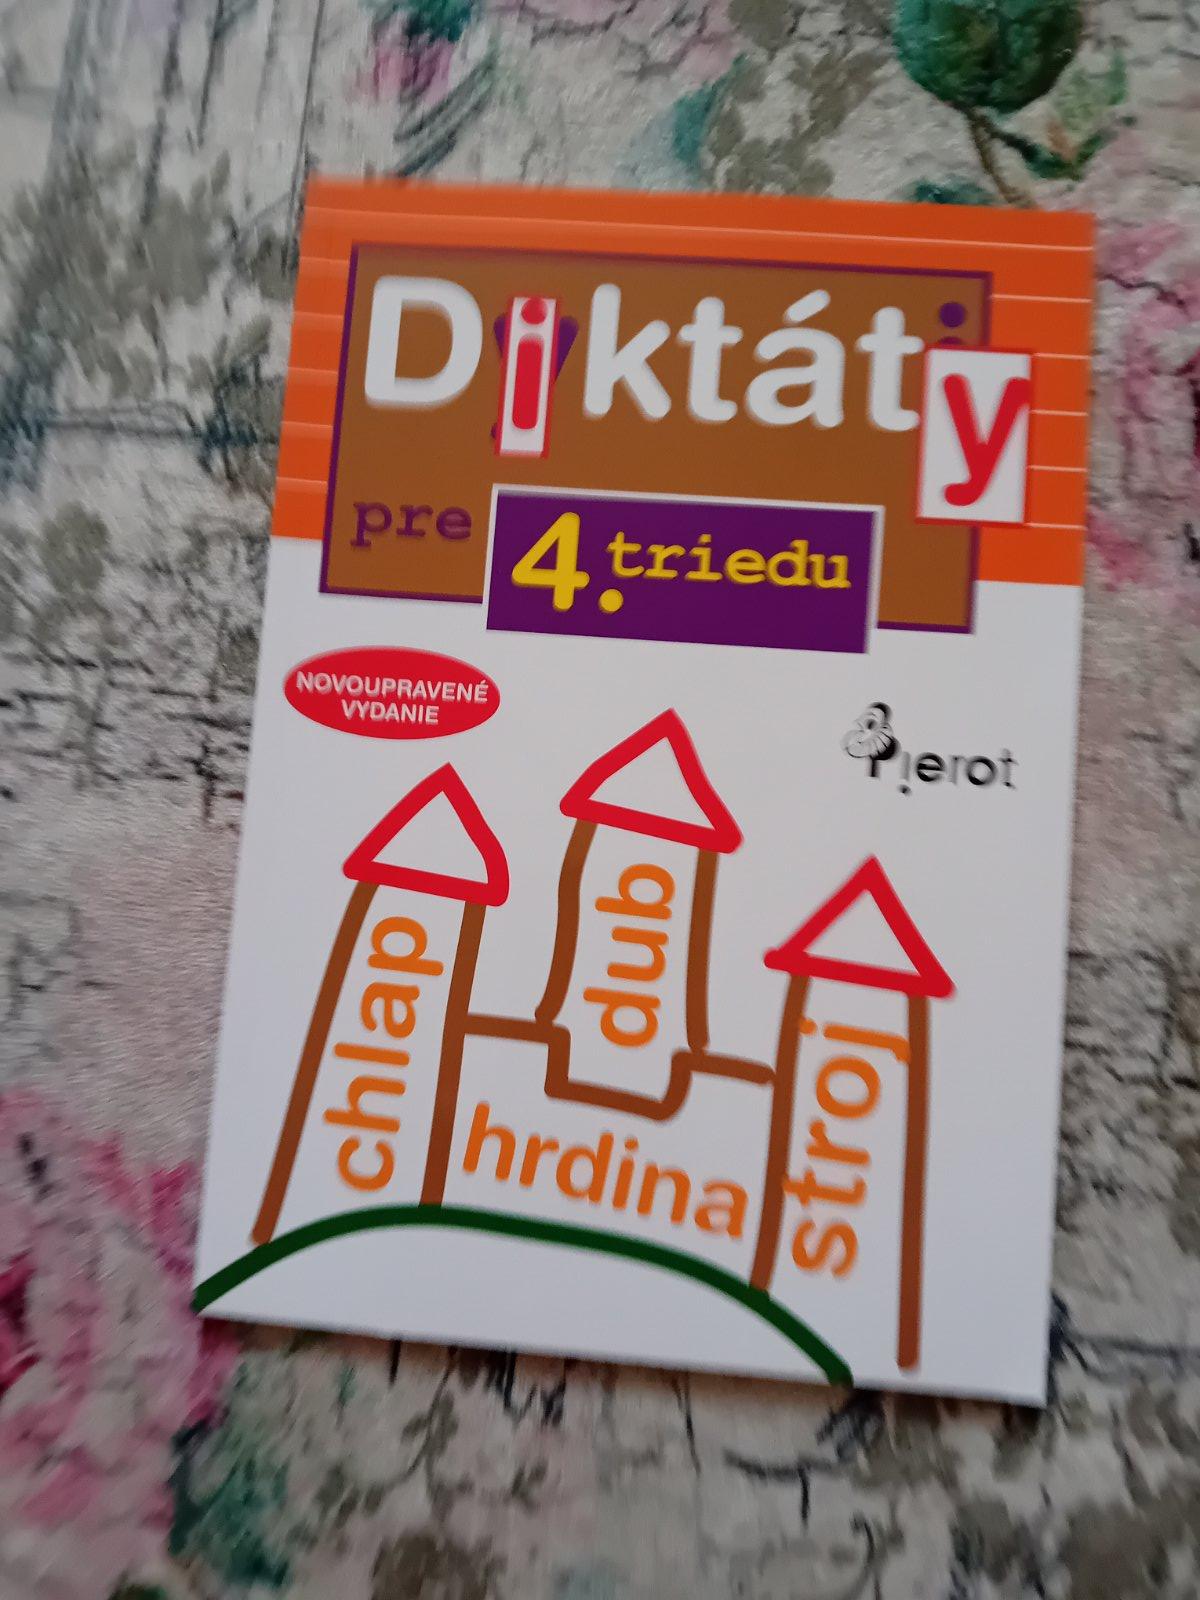 Diktáty
pre
4. triedu
NOVOUPRAVENÉ
VYDANIE
Pierot
chlap
dub
stroj
hrdina